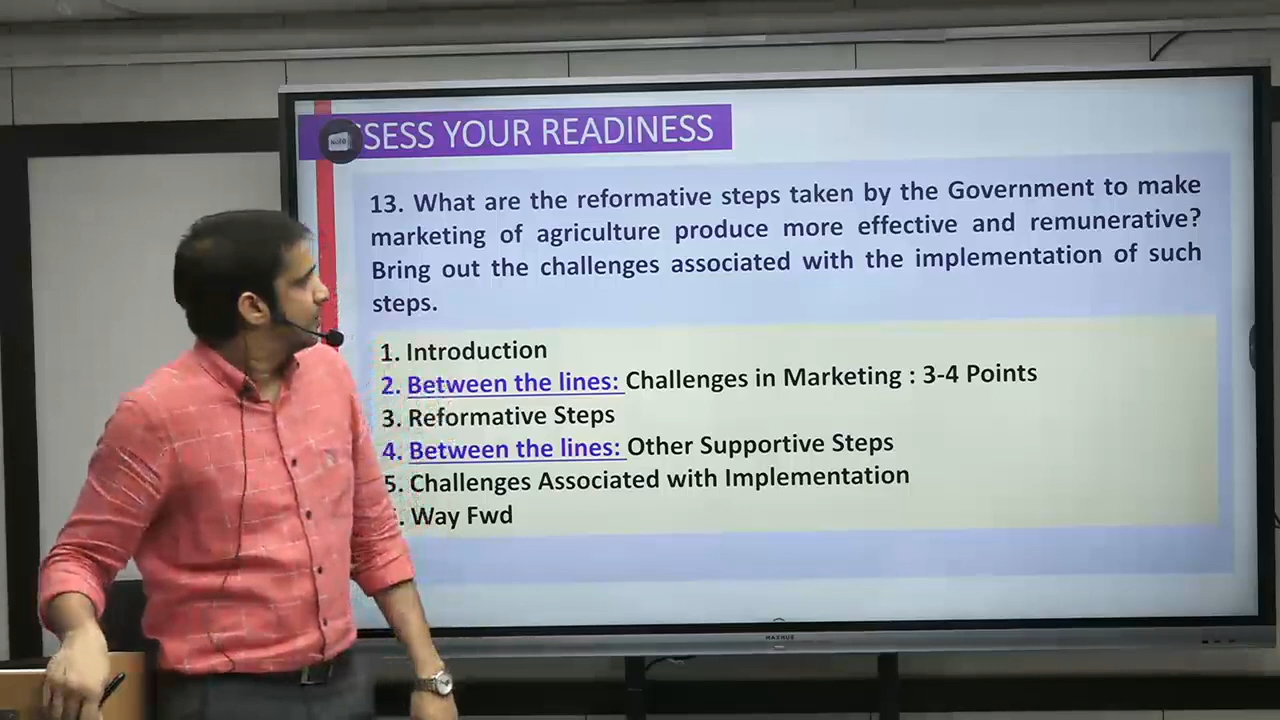 SESS YOUR READINESS
13. What are the reformative steps taken by the Government to make
marketing of agriculture produce more effective and remunerative?
Bring out the challenges associated with the implementation of such
steps.
1. Introduction
2. Between the lines: Challenges in Marketing : 3-4 Points
3. Reformative Steps
4. Between the lines: Other Supportive Steps
5. Challenges Associated with Implementation
. Way Fwd
MAXHUB